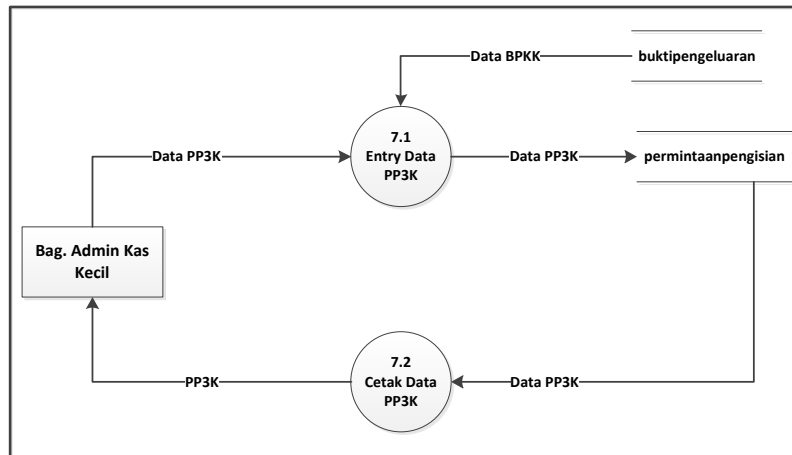 Data BPKK
buktipengeluaran
7.1
Entry Data
PP3K
Data PP3K
Data PP3K
permintaanpengisian
Bag. Admin Kas
Kecil
7.2
Cetak Data
PP3K
PP3K
Data PP3K